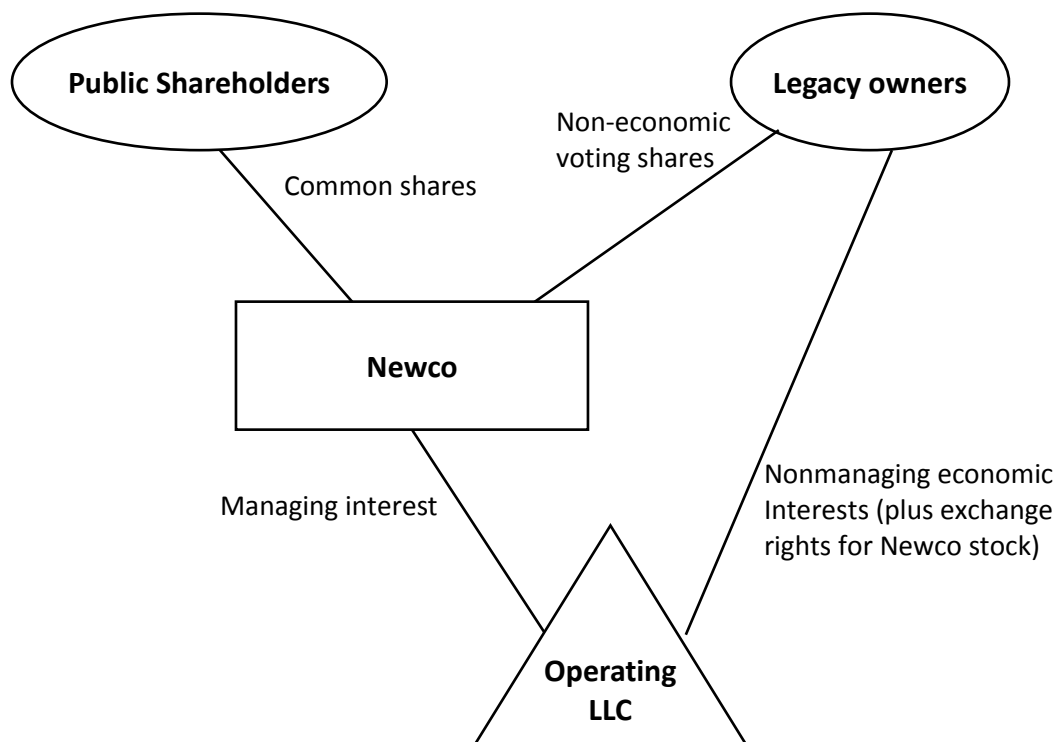 Public Shareholders
Legacy owners
Non-economic
voting shares
Common shares
Newco
Managing interest
Nonmanaging economic
Interests (plus exchange
rights for Newco stock)
Operating
LLC